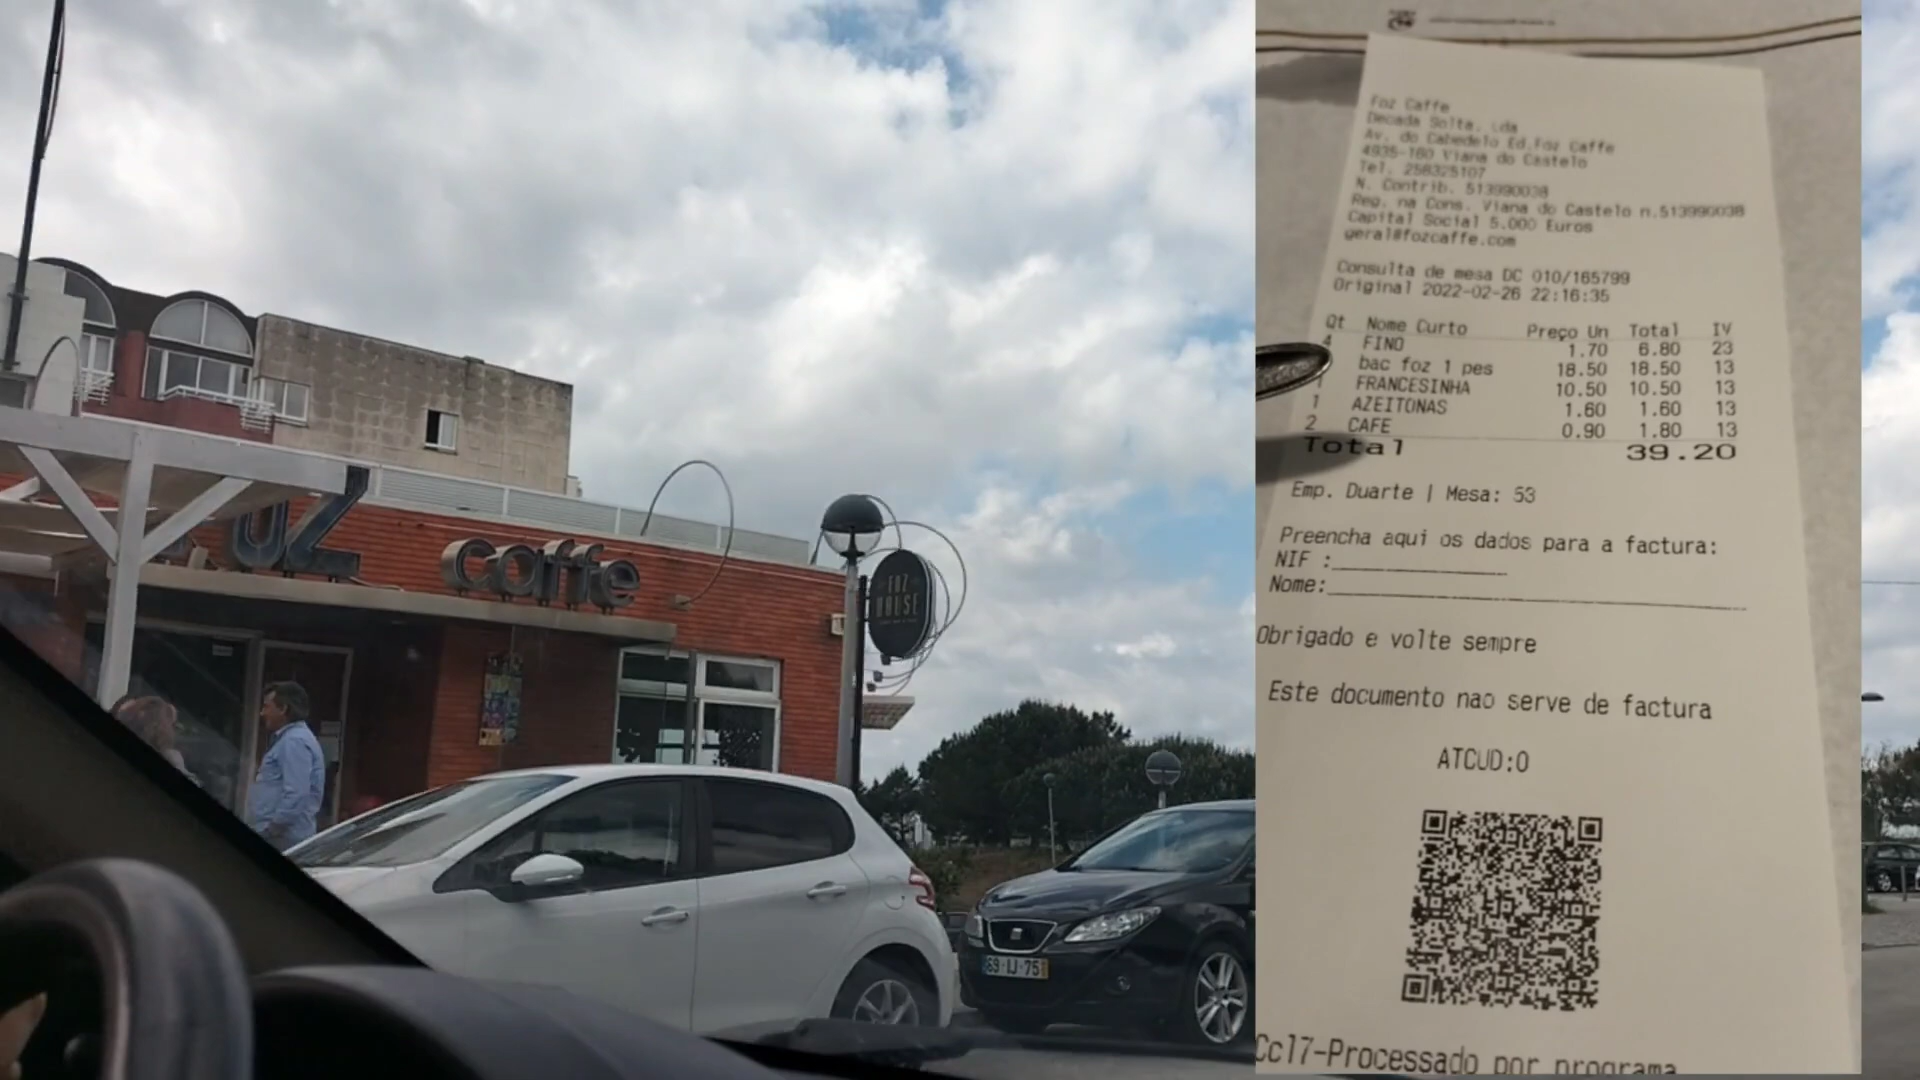 oz caffe
FOZ
HOUSE
69·IJ·75
Foz Caffe
Decada Solta, Lda
Av. do Cabedelo Ed.Foz Caffe
4935-160 Viana do Castelo
Tel. 258325107
N. Contrib. 513990038
Reg. na Cons. Viana do Castelo n.513990038
Capital Social 5.000 Euros
geral@fozcaffe.com
Consulta de mesa DC 010/165799
Original 2022-02-26 22:16:35
Qt Nome Curto Preço Un Total IV
4 FINO 1.70 6.80 23
bac foz 1 pes 18.50 18.50 13
1 FRANCESINHA 10.50 10.50 13
1 AZEITONAS 1.60 1.60 13
2 CAFE 0.90 1.80 13
Total 39.20
Emp. Duarte | Mesa: 53
Preencha aqui os dados para a factura:
NIF :
Nome:
Obrigado e volte sempre
Este documento nao serve de factura
ATCUD:0
Ccl7-Processado por programa